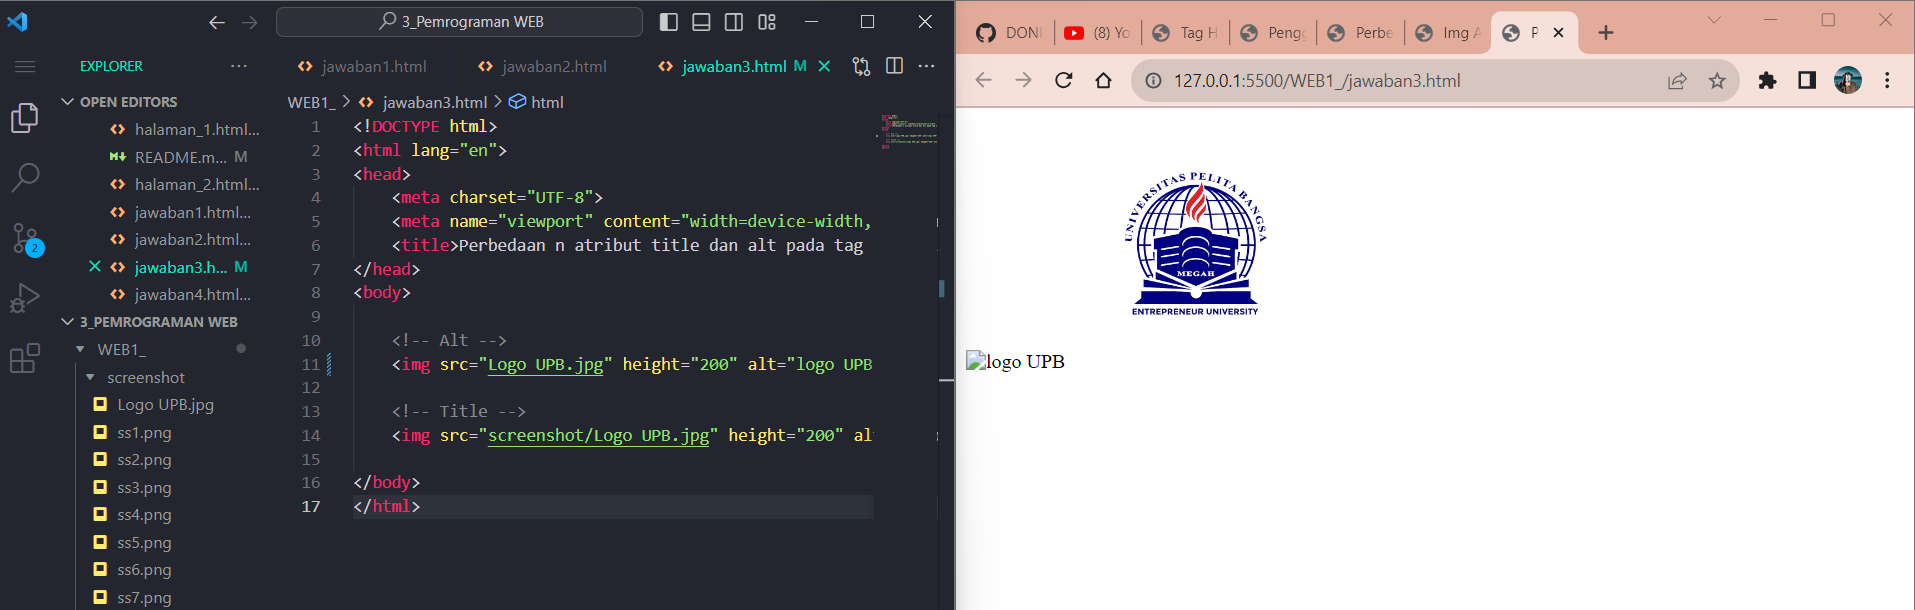 3_Pemrograman WEB
EXPLORER
OPEN EDITORS
halaman_1.html...
README.m... M
halaman_2.html...
jawaban1.html...
jawaban2.html...
jawaban3.h... M
jawaban4.html...
3_PEMROGRAMAN WEB
WEB1_
screenshot
Logo UPB.jpg
ss1.png
ss2.png
ss3.png
ss4.png
ss5.png
ss6.png
ss7.png
2
jawaban1.html
jawaban2.html
jawaban3.html M
WEB1_ > jawaban3.html > html
1 <!DOCTYPE html>
2 <html lang="en">
3 <head>
4 <meta charset="UTF-8">
5 <meta name="viewport" content="width=device-width,
6 <title>Perbedaan n atribut title dan alt pada tag
7 </head>
8 <body>
9
10 <!-- Alt -->
11 <img src="Logo UPB.jpg" height="200" alt="logo UPB
12
13 <!-- Title -->
14 <img src="screenshot/Logo UPB.jpg" height="200" al
15
16 </body>
17 </html>
DONI
(8) Yo
Tag H
Pengg
Perbe
Img A
P
127.0.0.1:5500/WEB1_/jawaban3.html
UNIVERSITAS PELITA BANGSA
MEGAH
ENTREPRENEUR UNIVERSITY
logo UPB